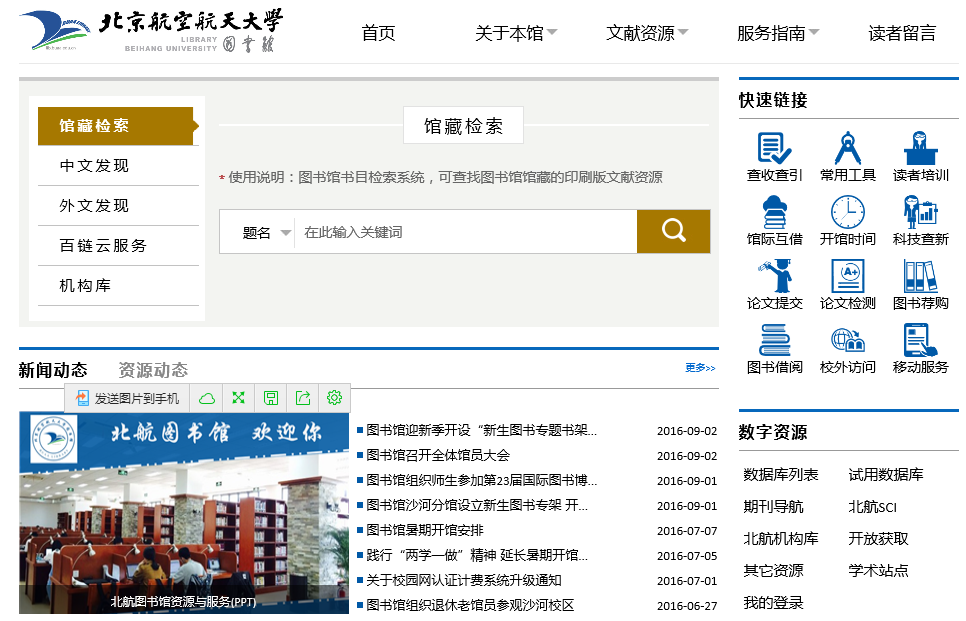 北京航空航天大學
LIBRARY
BEIHANG UNIVERSITY
图書館
首页 关于本馆 文献资源 服务指南 读者留言
馆藏检索
中文发现
外文发现
百链云服务
机构库
馆藏检索
*使用说明：图书馆书目检索系统，可查找图书馆馆藏的印刷版文献资源
题名 在此输入关键词
快速链接
查收查引 常用工具 读者培训
馆际互借 开馆时间 科技查新
论文提交 论文检测 图书荐购
图书借阅 校外访问 移动服务
新闻动态 资源动态 更多>>
发送图片到手机
北航图书馆 欢迎你
北航图书馆资源与服务(PPT)
图书馆迎新季开设“新生图书专题书架... 2016-09-02
图书馆召开全体馆员大会 2016-09-02
图书馆组织师生参加第23届国际图书博... 2016-09-01
图书馆沙河分馆设立新生图书专架 开... 2016-09-01
图书馆暑期开馆安排 2016-07-07
践行“两学一做”精神 延长暑期开馆... 2016-07-05
关于校园网认证计费系统升级通知 2016-07-01
图书馆组织退休老馆员参观沙河校区 2016-06-27
数字资源
数据库列表 试用数据库
期刊导航 北航SCI
北航机构库 开放获取
其它资源 学术站点
我的登录